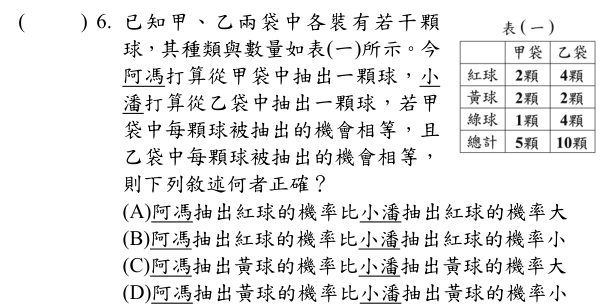 (　　) 6. 已知甲、乙兩袋中各裝有若干顆
球，其種類與數量如表(一)所示。今
阿馮打算從甲袋中抽出一顆球，小
潘打算從乙袋中抽出一顆球，若甲
袋中每顆球被抽出的機會相等，且
乙袋中每顆球被抽出的機會相等，
則下列敘述何者正確？
表(一)
甲袋 乙袋
紅球 2顆 4顆
黃球 2顆 2顆
綠球 1顆 4顆
總計 5顆 10顆
(A)阿馮抽出紅球的機率比小潘抽出紅球的機率大
(B)阿馮抽出紅球的機率比小潘抽出紅球的機率小
(C)阿馮抽出黃球的機率比小潘抽出黃球的機率大
(D)阿馮抽出黃球的機率比小潘抽出黃球的機率小